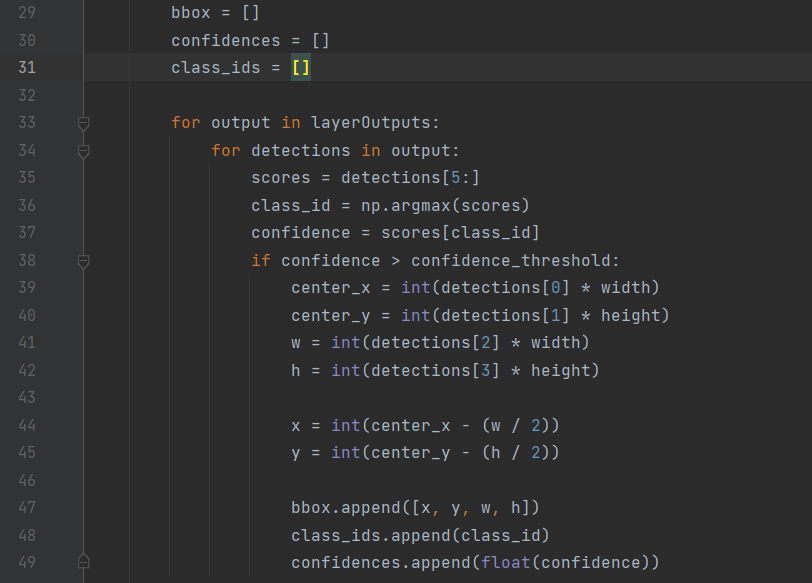 29 bbox = []
30 confidences = []
31 class_ids = []
32
33 for output in layerOutputs:
34 for detections in output:
35 scores = detections[5:]
36 class_id = np.argmax(scores)
37 confidence = scores[class_id]
38 if confidence > confidence_threshold:
39 center_x = int(detections[0] * width)
40 center_y = int(detections[1] * height)
41 w = int(detections[2] * width)
42 h = int(detections[3] * height)
43
44 x = int(center_x - (w / 2))
45 y = int(center_y - (h / 2))
46
47 bbox.append([x, y, w, h])
48 class_ids.append(class_id)
49 confidences.append(float(confidence))